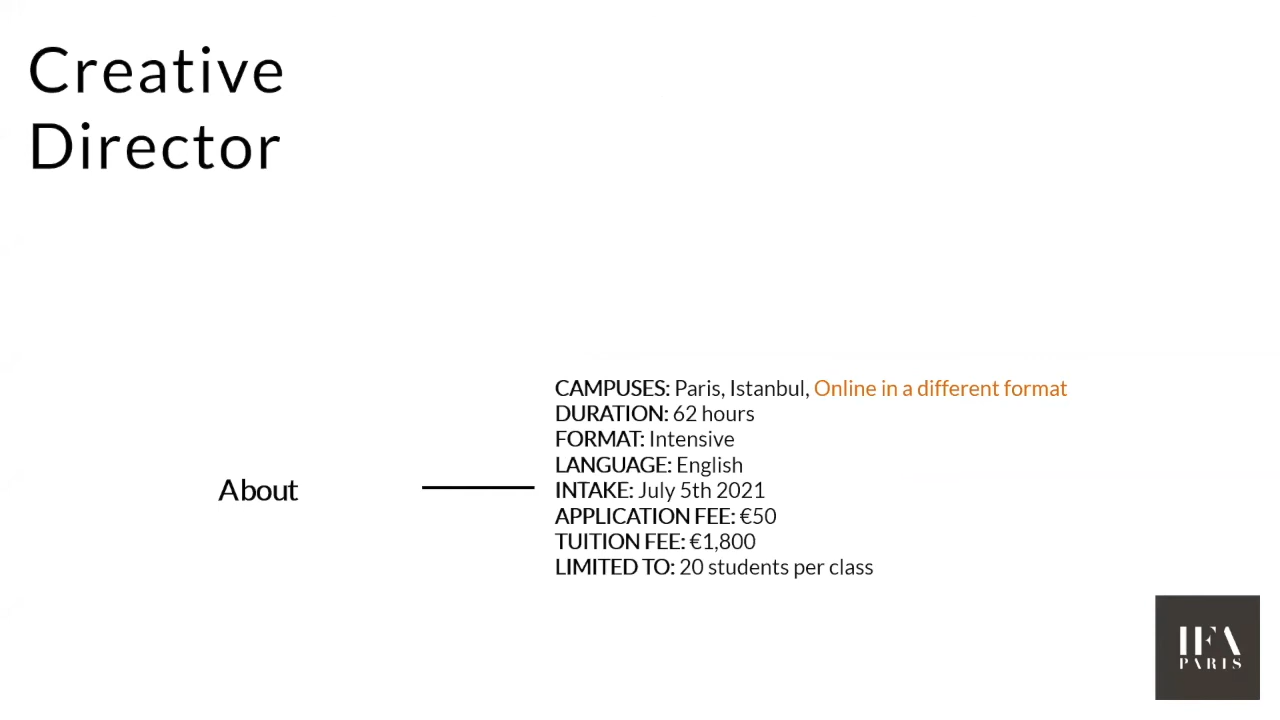 Creative
Director
About
CAMPUSES: Paris, Istanbul, Online in a different format
DURATION: 62 hours
FORMAT: Intensive
LANGUAGE: English
INTAKE: July 5th 2021
APPLICATION FEE: €50
TUITION FEE: €1,800
LIMITED TO: 20 students per class
IFA
PARIS